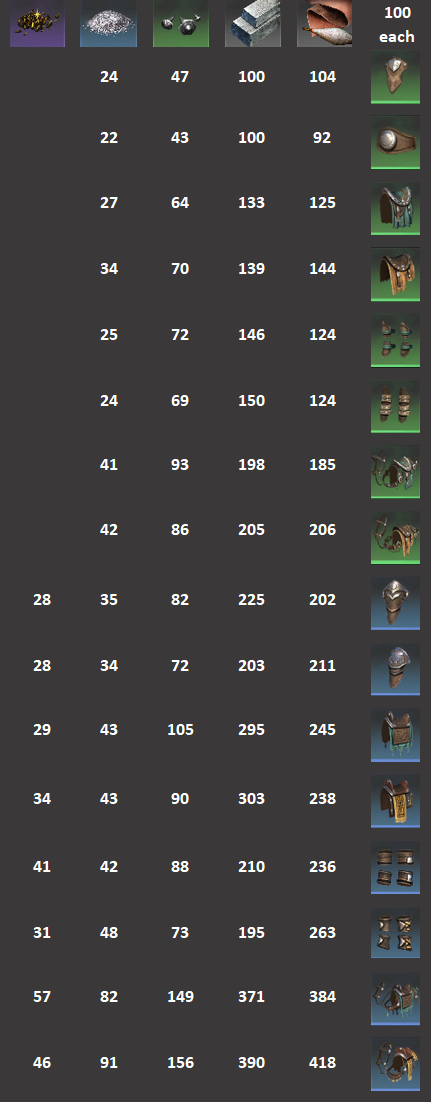 100
each
24 47 100 104
22 43 100 92
27 64 133 125
34 70 139 144
25 72 146 124
24 69 150 124
41 93 198 185
42 86 205 206
28 35 82 225 202
28 34 72 203 211
29 43 105 295 245
34 43 90 303 238
41 42 88 210 236
31 48 73 195 263
57 82 149 371 384
46 91 156 390 418